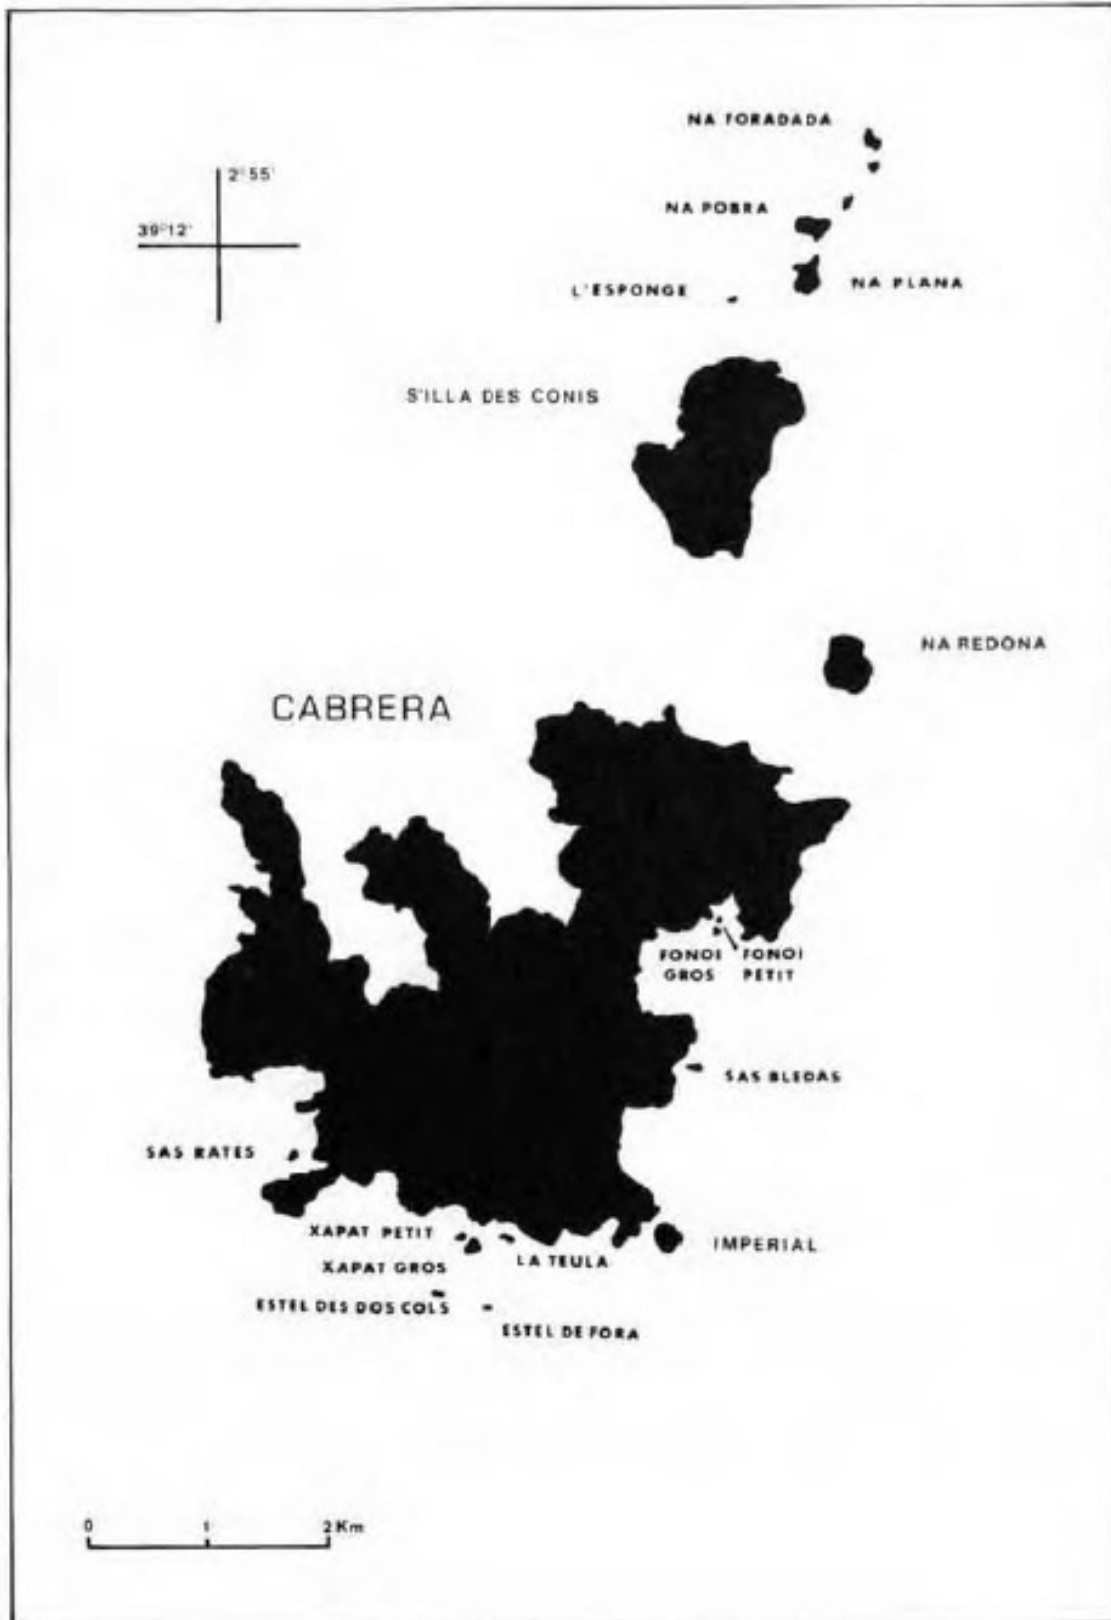 NA FORADADA
2°55'
39°12'
NA POBRA
L'ESPONGE
NA PLANA
S'ILLA DES CONIS
NA REDONA
CABRERA
FONOI GROS
FONOI PETIT
SAS BLEDAS
SAS RATES
XAPAT PETIT
IMPERIAL
LA TEULA
XAPAT GROS
ESTEL DES DOS COLS
ESTEL DE FORA
0 1 2 Km